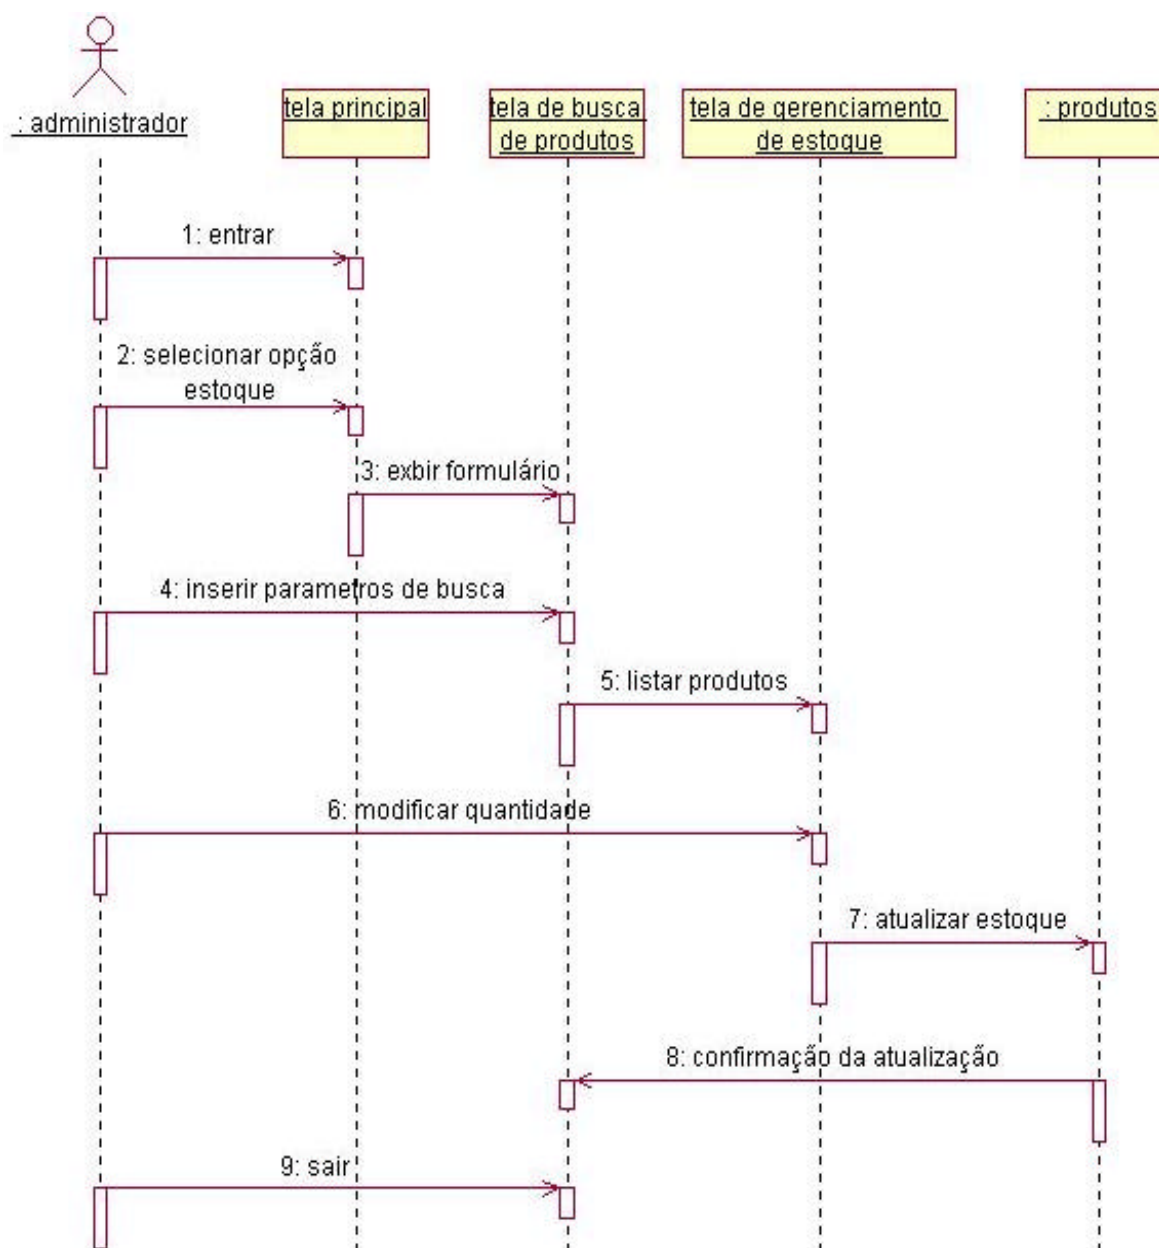 : administrador
tela principal
tela de busca
de produtos
tela de gerenciamento
de estoque
: produtos
1: entrar
2: selecionar opção
estoque
3: exbir formulário
4: inserir parametros de busca
5: listar produtos
6: modificar quantidade
7: atualizar estoque
8: confirmação da atualização
9: sair